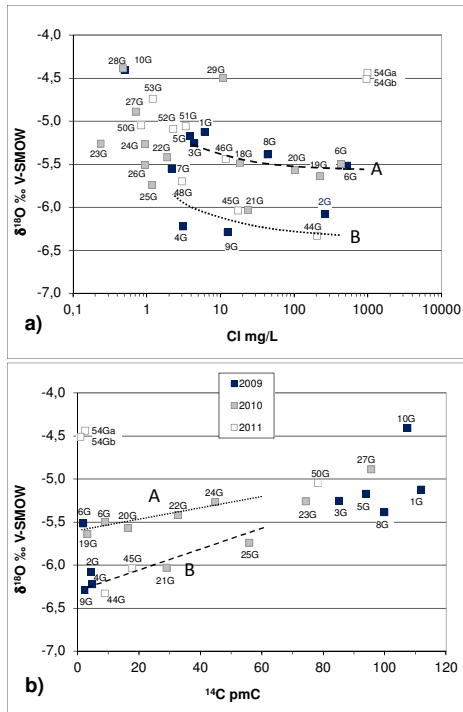 -4,0
28G 10G
29G
54Ga
54Gb
-4,5
53G
27G
52G 51G
50G
1G
-5,0
5G
23G
24G
22G
3G
8G
46G
18G
6G
26G
7G
20G
19G
A
-5,5
25G
48G
6G
2G
45G
21G
-6,0
4G
9G
44G
B
-6,5
-7,0
δ¹⁸O ‰ V-SMOW
0,1 1 10 100 1000 10000
a)
Cl mg/L
-4,0
2009
2010
2011
54Ga
54Gb
10G
-4,5
27G
50G
-5,0
A
24G
23G
3G
5G
8G
1G
6G
6G
20G
22G
-5,5
19G
25G
2G
4G
45G
21G
B
-6,0
9G
44G
-6,5
-7,0
δ¹⁸O ‰ V-SMOW
0 20 40 60 80 100 120
b)
¹⁴C pmC